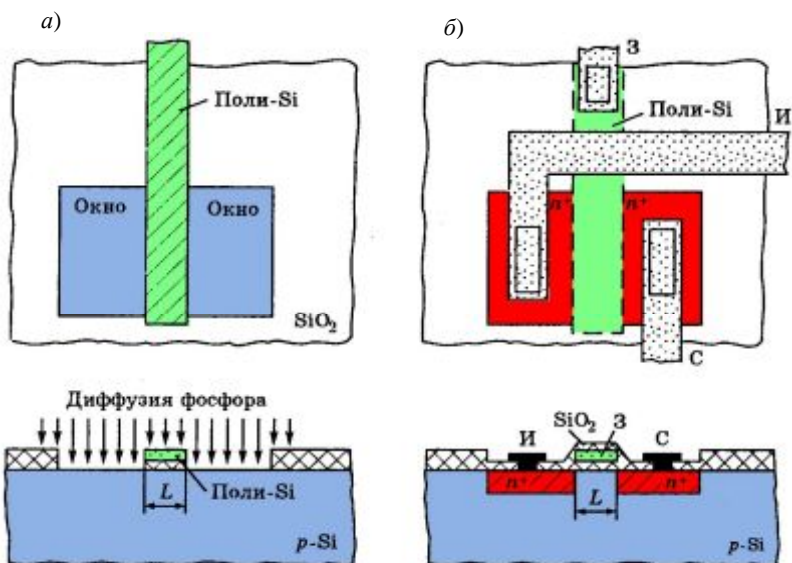 а)
Поли-Si
Окно Окно
SiO₂
Диффузия фосфора
L
Поли-Si
p-Si
б)
З
Поли-Si
И
n⁺ n⁺
С
SiO₂ З
И С
n⁺ n⁺
L
p-Si